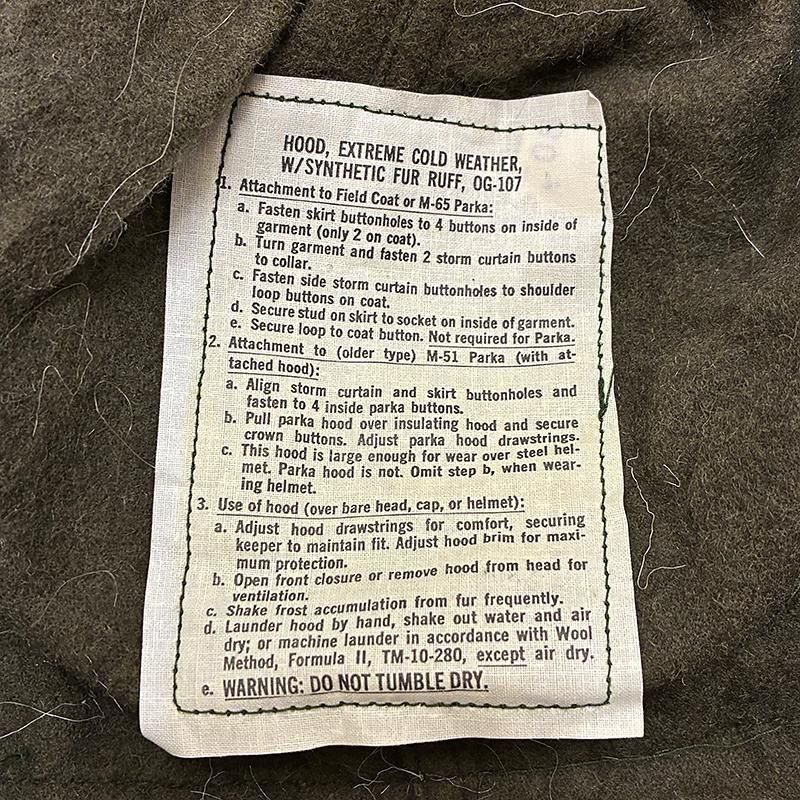 HOOD, EXTREME COLD WEATHER,
W/SYNTHETIC FUR RUFF, OG-107
1. Attachment to Field Coat or M-65 Parka:
a. Fasten skirt buttonholes to 4 buttons on inside of
garment (only 2 on coat).
b. Turn garment and fasten 2 storm curtain buttons
to collar.
c. Fasten side storm curtain buttonholes to shoulder
loop buttons on coat.
d. Secure stud on skirt to socket on inside of garment.
e. Secure loop to coat button. Not required for Parka.
2. Attachment to (older type) M-51 Parka (with at-
tached hood):
a. Align storm curtain and skirt buttonholes and
fasten to 4 inside parka buttons.
b. Pull parka hood over insulating hood and secure
crown buttons. Adjust parka hood drawstrings.
c. This hood is large enough for wear over steel hel-
met. Parka hood is not. Omit step b, when wear-
ing helmet.
3. Use of hood (over bare head, cap, or helmet):
a. Adjust hood drawstrings for comfort, securing
keeper to maintain fit. Adjust hood brim for maxi-
mum protection.
b. Open front closure or remove hood from head for
ventilation.
c. Shake frost accumulation from fur frequently.
d. Launder hood by hand, shake out water and air
dry; or machine launder in accordance with Wool
Method, Formula II, TM-10-280, except air dry.
e. WARNING: DO NOT TUMBLE DRY.